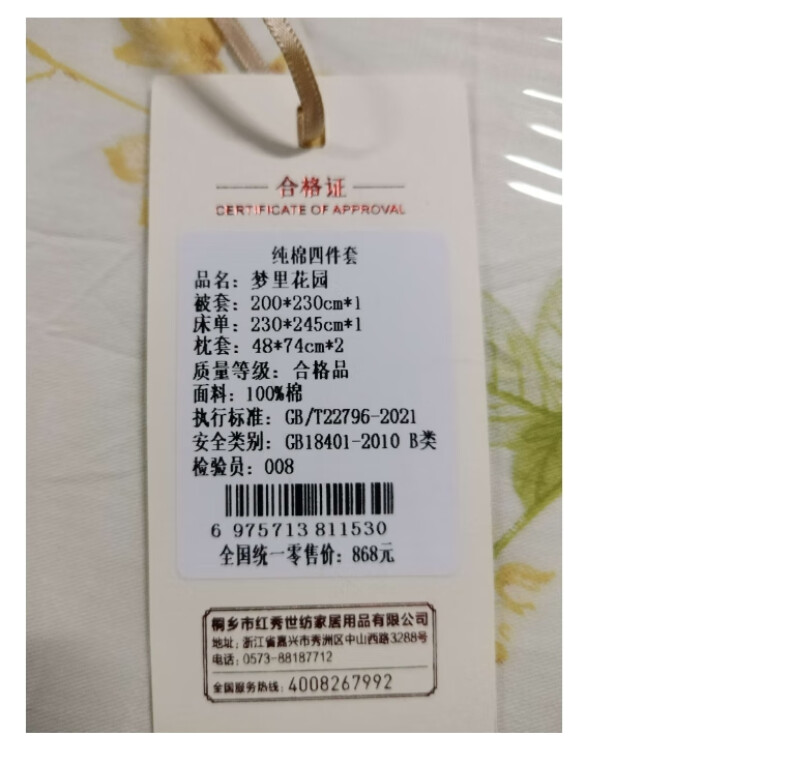 合格证
CERTIFICATE OF APPROVAL
纯棉四件套
品名：梦里花园
被套：200*230cm*1
床单：230*245cm*1
枕套：48*74cm*2
质量等级：合格品
面料：100%棉
执行标准：GB/T22796-2021
安全类别：GB18401-2010 B类
检验员：008
6 975713 811530
全国统一零售价：868元
桐乡市红秀世纺家居用品有限公司
地址：浙江省嘉兴市秀洲区中山西路3288号
电话：0573-88187712
全国服务热线：4008267992